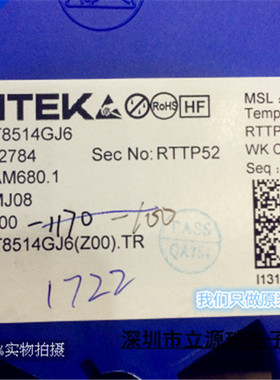 ITEK RoHS HF
T8514GJ6
2784 Sec No: RTTP52
AM680.1
MJ08
00 -1170 -100
T8514GJ6(Z00).TR
1722
PASS
MSL :
Temp
RTTP
WK C
Seq :
I131
我们只做原装
深圳市立源
%实物拍摄